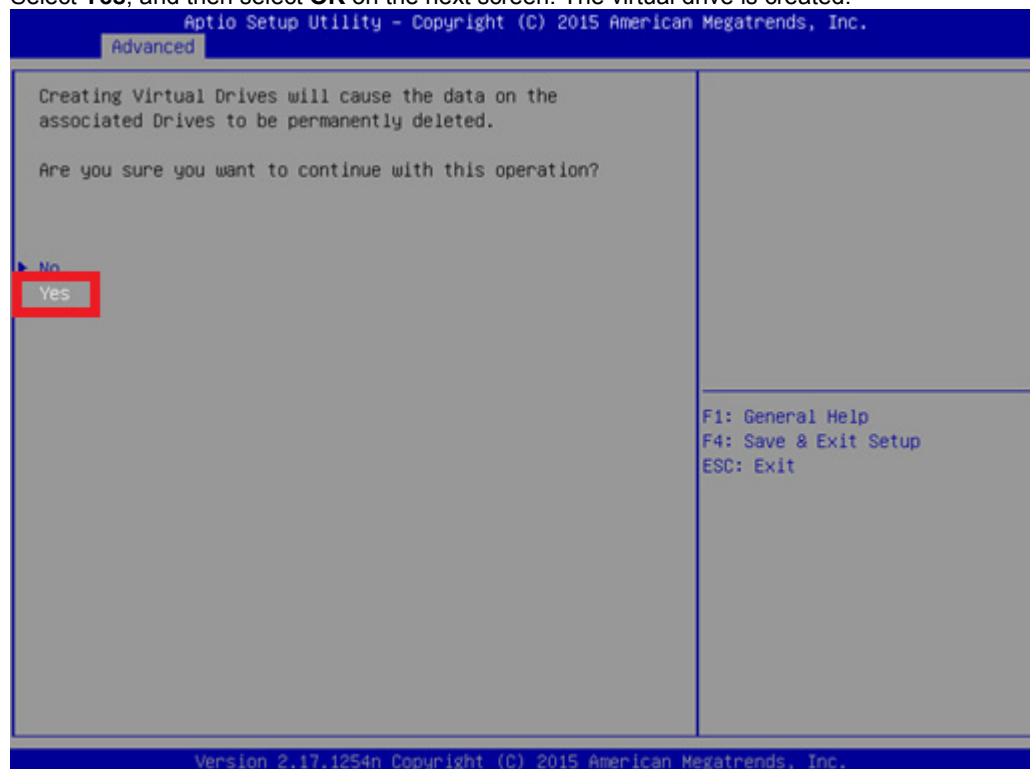 Select Yes, and then select OK on the next screen. The virtual drive is created.
Aptio Setup Utility – Copyright (C) 2015 American Megatrends, Inc.
Advanced
Creating Virtual Drives will cause the data on the
associated Drives to be permanently deleted.
Are you sure you want to continue with this operation?
No
Yes
F1: General Help
F4: Save & Exit Setup
ESC: Exit
Version 2.17.1254n Copyright (C) 2015 American Megatrends, Inc.